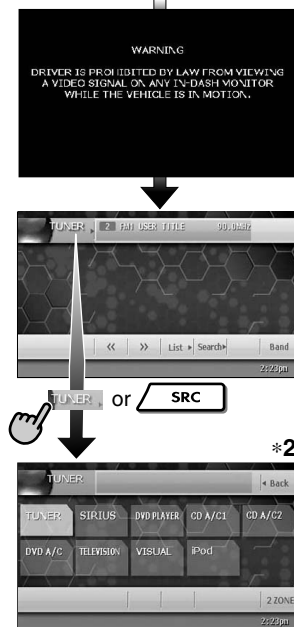 WARNING
DRIVER IS PROHIBITED BY LAW FROM VIEWING
A VIDEO SIGNAL ON ANY IN-DASH MONITOR
WHILE THE VEHICLE IS IN MOTION.
TUNER 2 FM1 USER TITLE 90.0MHz
<< >> List Search Band
2:23pm
TUNER or SRC
*2
TUNER Back
TUNER SIRIUS DVD PLAYER CD A/C1 CD A/C2
DVD A/C TELEVISION VISUAL iPod
2 ZONE
2:23pm